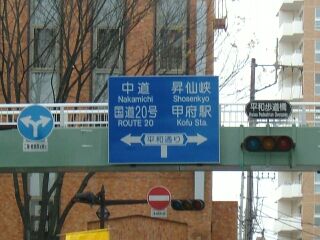 中道 昇仙峡
Nakamichi Shosenkyo
国道20号 甲府駅
ROUTE 20 Kofu Sta.
平和通り
平和歩道橋